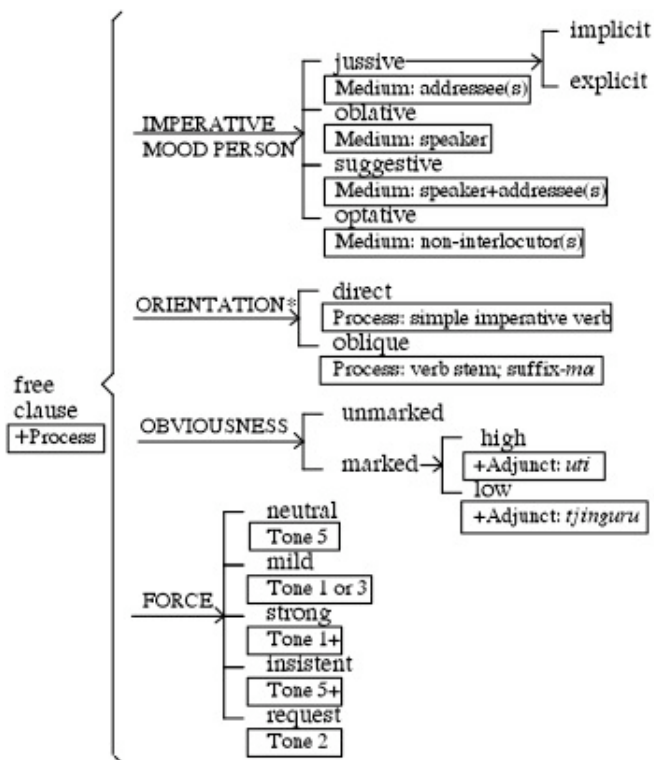 implicit
jussive
explicit
Medium: addressee(s)
IMPERATIVE
MOOD PERSON
oblative
Medium: speaker
suggestive
Medium: speaker+addressee(s)
optative
Medium: non-interlocutor(s)
ORIENTATION*
direct
Process: simple imperative verb
oblique
Process: verb stem; suffix-ma
free
clause
+Process
OBVIOUSNESS
unmarked
marked
high
+Adjunct: uti
low
+Adjunct: tjinguru
FORCE
neutral
Tone 5
mild
Tone 1 or 3
strong
Tone 1+
insistent
Tone 5+
request
Tone 2